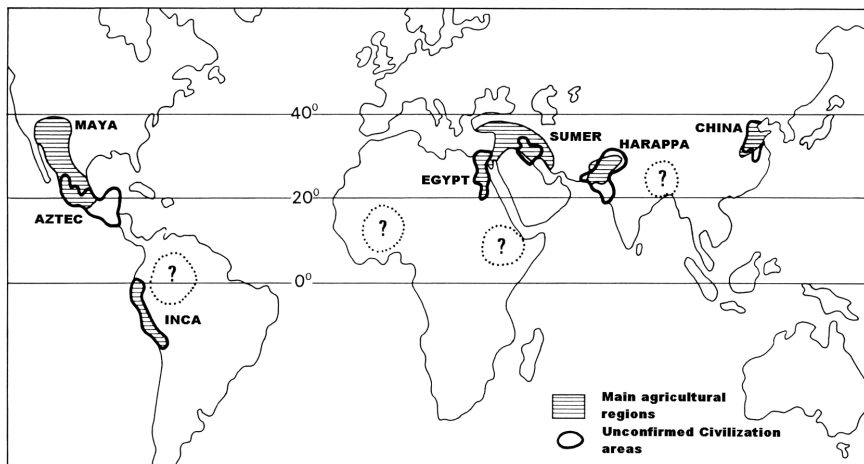 MAYA
40°
SUMER
HARAPPA
CHINA
EGYPT
?
20°
AZTEC
?
?
?
0°
INCA
Main agricultural
regions
Unconfirmed Civilization
areas